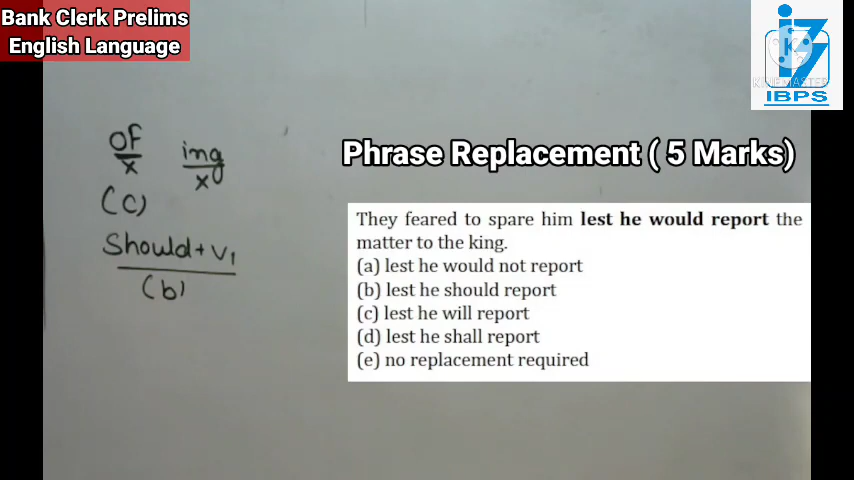 Bank Clerk Prelims
English Language
IBPS
KINEMASTER
K
Phrase Replacement ( 5 Marks)
OF ing
x x
(C)
Should + V1
(b)
They feared to spare him lest he would report the
matter to the king.
(a) lest he would not report
(b) lest he should report
(c) lest he will report
(d) lest he shall report
(e) no replacement required